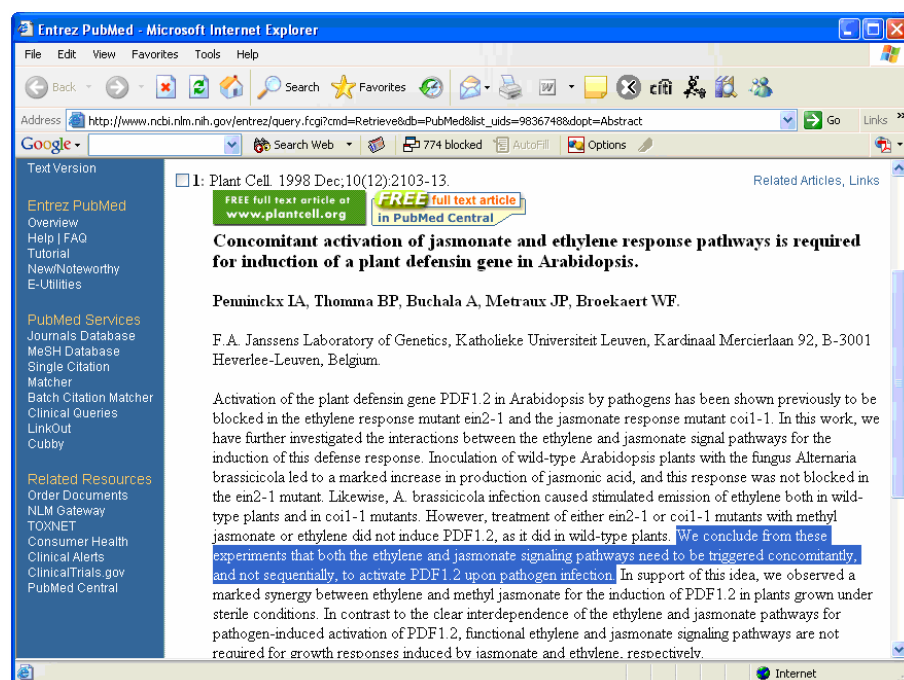 Entrez PubMed - Microsoft Internet Explorer
File Edit View Favorites Tools Help
Back Search Favorites W citi
Address http://www.ncbi.nlm.nih.gov/entrez/query.fcgi?cmd=Retrieve&db=PubMed&list_uids=9836748&dopt=Abstract Go Links »
Google Search Web 774 blocked AutoFill Options
Text Version
Entrez PubMed
Overview
Help | FAQ
Tutorial
New/Noteworthy
E-Utilities
PubMed Services
Journals Database
MeSH Database
Single Citation
Matcher
Batch Citation Matcher
Clinical Queries
LinkOut
Cubby
Related Resources
Order Documents
NLM Gateway
TOXNET
Consumer Health
Clinical Alerts
ClinicalTrials.gov
PubMed Central
1: Plant Cell. 1998 Dec;10(12):2103-13. Related Articles, Links
FREE full text article at
www.plantcell.org
FREE full text article
in PubMed Central
Concomitant activation of jasmonate and ethylene response pathways is required
for induction of a plant defensin gene in Arabidopsis.
Penninckx IA, Thomma BP, Buchala A, Metraux JP, Broekaert WF.
F.A. Janssens Laboratory of Genetics, Katholieke Universiteit Leuven, Kardinaal Mercierlaan 92, B-3001
Heverlee-Leuven, Belgium.
Activation of the plant defensin gene PDF1.2 in Arabidopsis by pathogens has been shown previously to be
blocked in the ethylene response mutant ein2-1 and the jasmonate response mutant coi1-1. In this work, we
have further investigated the interactions between the ethylene and jasmonate signal pathways for the
induction of this defense response. Inoculation of wild-type Arabidopsis plants with the fungus Alternaria
brassicicola led to a marked increase in production of jasmonic acid, and this response was not blocked in
the ein2-1 mutant. Likewise, A. brassicicola infection caused stimulated emission of ethylene both in wild-
type plants and in coi1-1 mutants. However, treatment of either ein2-1 or coi1-1 mutants with methyl
jasmonate or ethylene did not induce PDF1.2, as it did in wild-type plants. We conclude from these
experiments that both the ethylene and jasmonate signaling pathways need to be triggered concomitantly,
and not sequentially, to activate PDF1.2 upon pathogen infection. In support of this idea, we observed a
marked synergy between ethylene and methyl jasmonate for the induction of PDF1.2 in plants grown under
sterile conditions. In contrast to the clear interdependence of the ethylene and jasmonate pathways for
pathogen-induced activation of PDF1.2, functional ethylene and jasmonate signaling pathways are not
required for growth responses induced by jasmonate and ethylene, respectively.
Internet